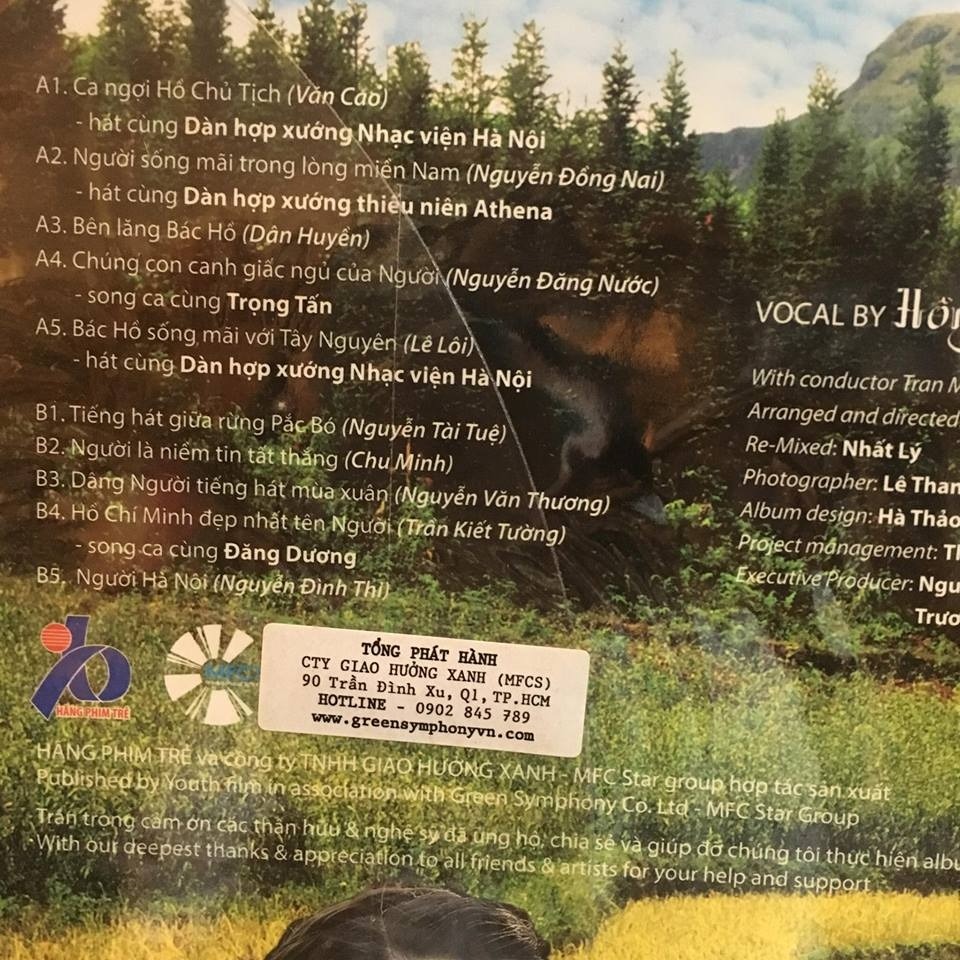 A1. Ca ngợi Hồ Chủ Tịch (Văn Cao)
- hát cùng Dàn hợp xướng Nhạc viện Hà Nội
A2. Người sống mãi trong lòng miền Nam (Nguyễn Đồng Nai)
- hát cùng Dàn hợp xướng thiếu niên Athena
A3. Bên lăng Bác Hồ (Dân Huyền)
A4. Chúng con canh giấc ngủ của Người (Nguyễn Đăng Nước)
- song ca cùng Trọng Tấn
A5. Bác Hồ sống mãi với Tây Nguyên (Lê Lôi)
- hát cùng Dàn hợp xướng Nhạc viện Hà Nội
B1. Tiếng hát giữa rừng Pắc Bó (Nguyễn Tài Tuệ)
B2. Người là niềm tin tất thắng (Chu Minh)
B3. Dâng Người tiếng hát mùa xuân (Nguyễn Văn Thương)
B4. Hồ Chí Minh đẹp nhất tên Người (Trần Kiết Tường)
- song ca cùng Đăng Dương
B5. Người Hà Nội (Nguyễn Đình Thi)
VOCAL BY Hồn
With conductor Tran M
Arranged and directed
Re-Mixed: Nhất Lý
Photographer: Lê Than
Album design: Hà Thảo
Project management: Th
Executive Producer: Ngu
Trươ
HÃNG PHIM TRẺ
MFC
TỔNG PHÁT HÀNH
CTY GIAO HƯỞNG XANH (MFCS)
90 Trần Đình Xu, Q1, TP.HCM
HOTLINE - 0902 845 789
www.greensymphonyvn.com
HÃNG PHIM TRẺ và công ty TNHH GIAO HƯỞNG XANH - MFC Star group hợp tác sản xuất
Published by Youth film in association with Green Symphony Co. Ltd - MFC Star Group
Trân trọng cảm ơn các thân hữu & nghệ sỹ đã ủng hộ, chia sẻ và giúp đỡ chúng tôi thực hiện albu
- With our deepest thanks & appreciation to all friends & artists for your help and support